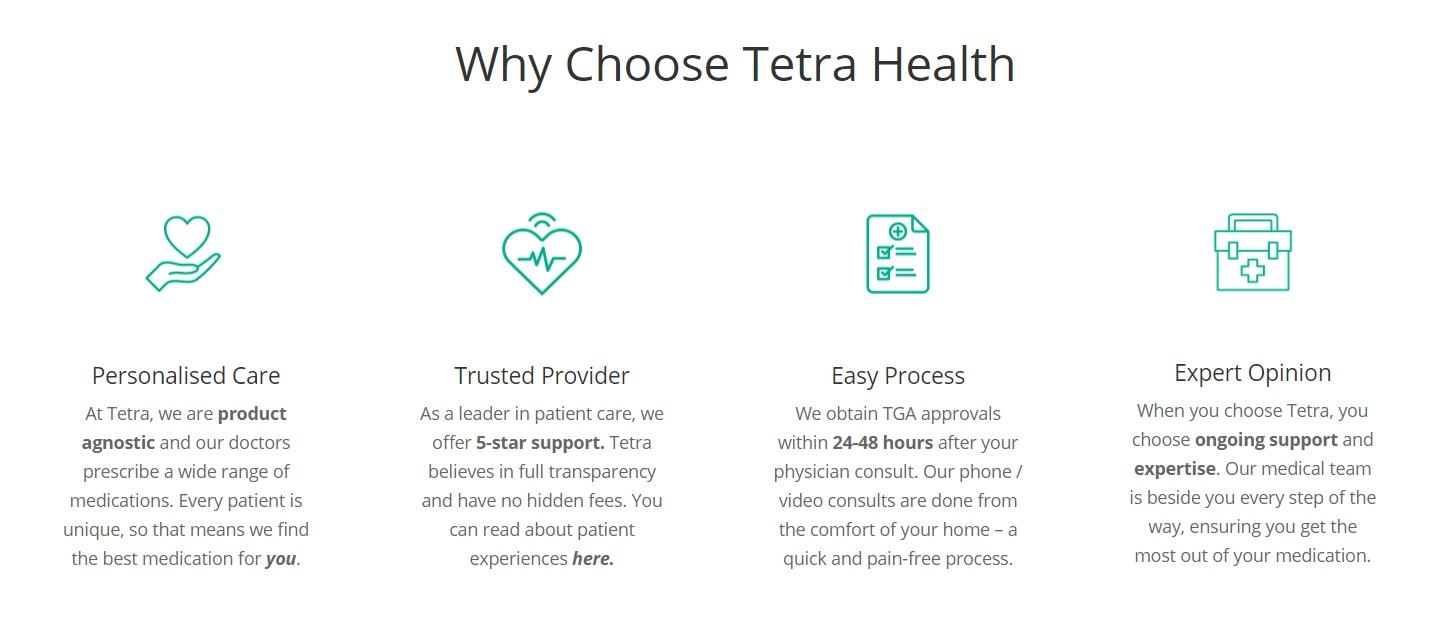 Why Choose Tetra Health
Personalised Care
At Tetra, we are product
agnostic and our doctors
prescribe a wide range of
medications. Every patient is
unique, so that means we find
the best medication for you.
Trusted Provider
As a leader in patient care, we
offer 5-star support. Tetra
believes in full transparency
and have no hidden fees. You
can read about patient
experiences here.
Easy Process
We obtain TGA approvals
within 24-48 hours after your
physician consult. Our phone /
video consults are done from
the comfort of your home – a
quick and pain-free process.
Expert Opinion
When you choose Tetra, you
choose ongoing support and
expertise. Our medical team
is beside you every step of the
way, ensuring you get the
most out of your medication.